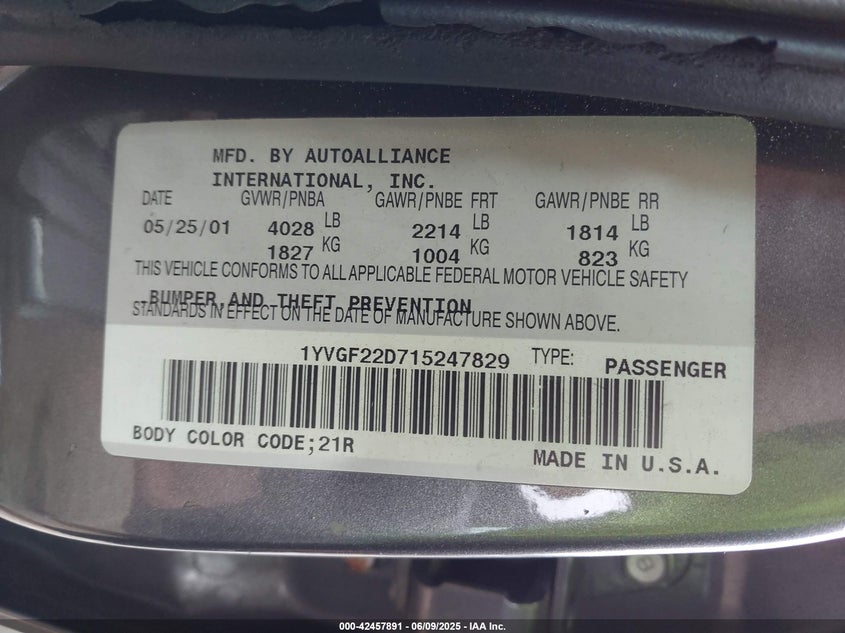 MFD. BY AUTOALLIANCE
INTERNATIONAL, INC.
DATE GVWR/PNBA GAWR/PNBE FRT GAWR/PNBE RR
05/25/01 4028 LB 2214 LB 1814 LB
1827 KG 1004 KG 823 KG
THIS VEHICLE CONFORMS TO ALL APPLICABLE FEDERAL MOTOR VEHICLE SAFETY
BUMPER, AND THEFT PREVENTION
STANDARDS IN EFFECT ON THE DATE OF MANUFACTURE SHOWN ABOVE.
1YVGF22D715247829 TYPE: PASSENGER
BODY COLOR CODE;21R
MADE IN U.S.A.
000-42457891 - 06/09/2025 - IAA Inc.